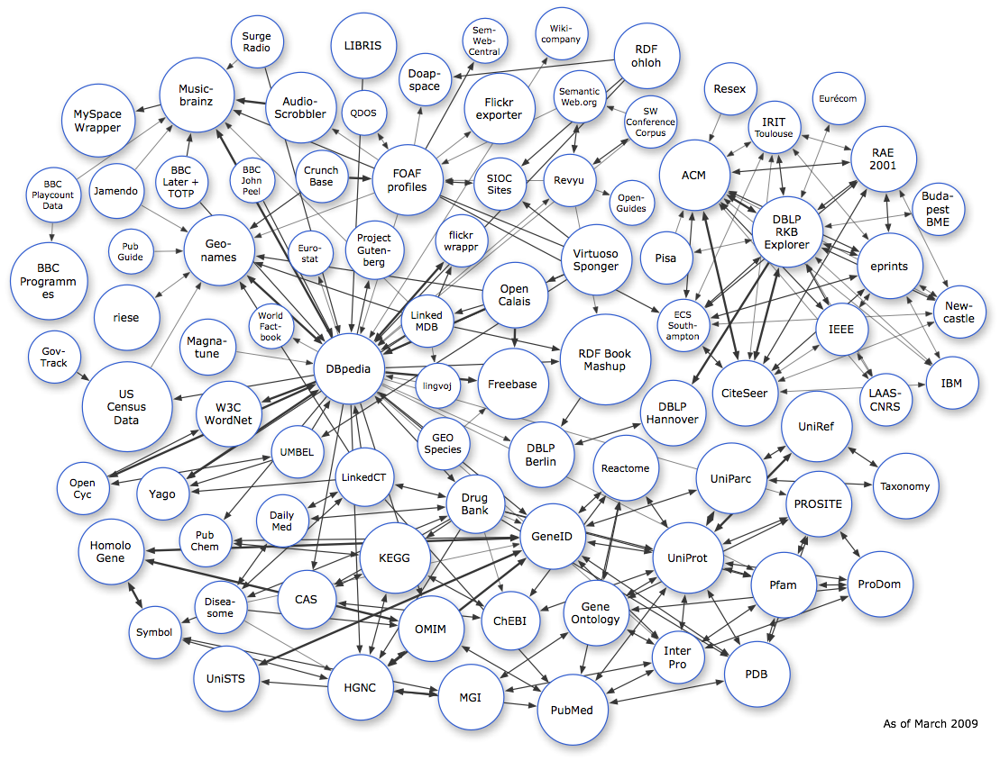 Surge
Radio
LIBRIS
Sem-
Web-
Central
Wiki-
company
RDF
ohloh
Doap-
space
Music-
brainz
MySpace
Wrapper
Audio-
Scrobbler
QDOS
Flickr
exporter
Semantic
Web.org
SW
Conference
Corpus
Resex
Eurécom
IRIT
Toulouse
RAE
2001
ACM
BBC
Playcount
Data
Jamendo
BBC
Later +
TOTP
BBC
John
Peel
Crunch
Base
FOAF
profiles
SIOC
Sites
Revyu
Open-
Guides
Buda-
pest
BME
DBLP
RKB
Explorer
Pub
Guide
Geo-
names
Euro-
stat
Project
Guten-
berg
flickr
wrappr
Virtuoso
Sponger
Pisa
eprints
BBC
Programm
es
riese
Open
Calais
World
Fact-
book
Linked
MDB
ECS
South-
ampton
IEEE
New-
castle
Gov-
Track
Magna-
tune
DBpedia
RDF Book
Mashup
US
Census
Data
W3C
WordNet
lingvoj
Freebase
CiteSeer
LAAS-
CNRS
IBM
DBLP
Hannover
UniRef
UMBEL
GEO
Species
DBLP
Berlin
Reactome
UniParc
Taxonomy
Open
Cyc
Yago
LinkedCT
Drug
Bank
PROSITE
Daily
Med
Pub
Chem
Homolo
Gene
KEGG
GeneID
UniProt
Pfam
ProDom
Disea-
some
CAS
OMIM
ChEBI
Gene
Ontology
Symbol
Inter
Pro
UniSTS
HGNC
MGI
PubMed
PDB
As of March 2009